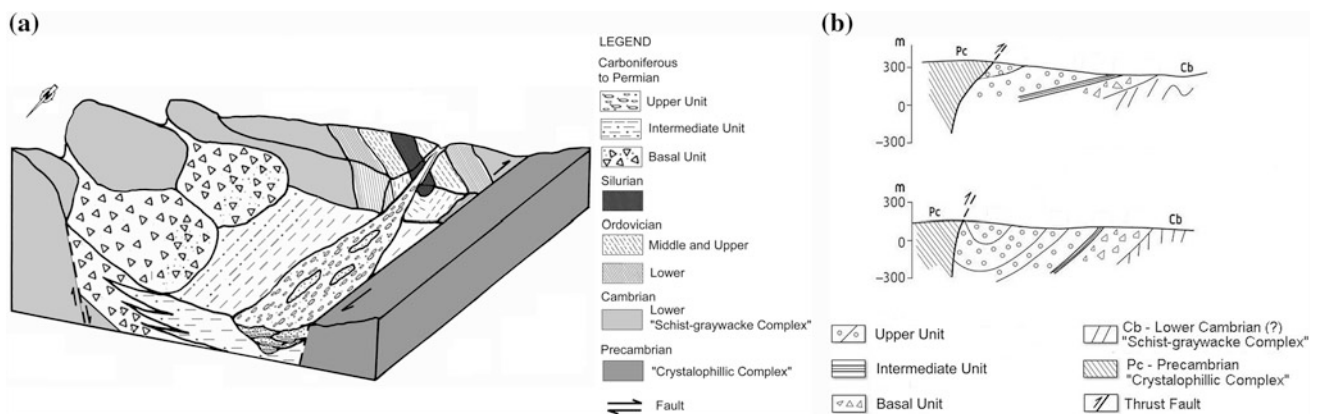 (a)
LEGEND
Carboniferous
to Permian
Upper Unit
Intermediate Unit
Basal Unit
Silurian
Ordovician
Middle and Upper
Lower
Cambrian
Lower
"Schist-graywacke Complex"
Precambrian
"Crystalophillic Complex"
Fault
(b)
m
Pc
Cb
300
0
-300
m
Pc
Cb
300
0
-300
Upper Unit
Intermediate Unit
Basal Unit
Cb - Lower Cambrian (?)
"Schist-graywacke Complex"
Pc - Precambrian
"Crystalophillic Complex"
Thrust Fault